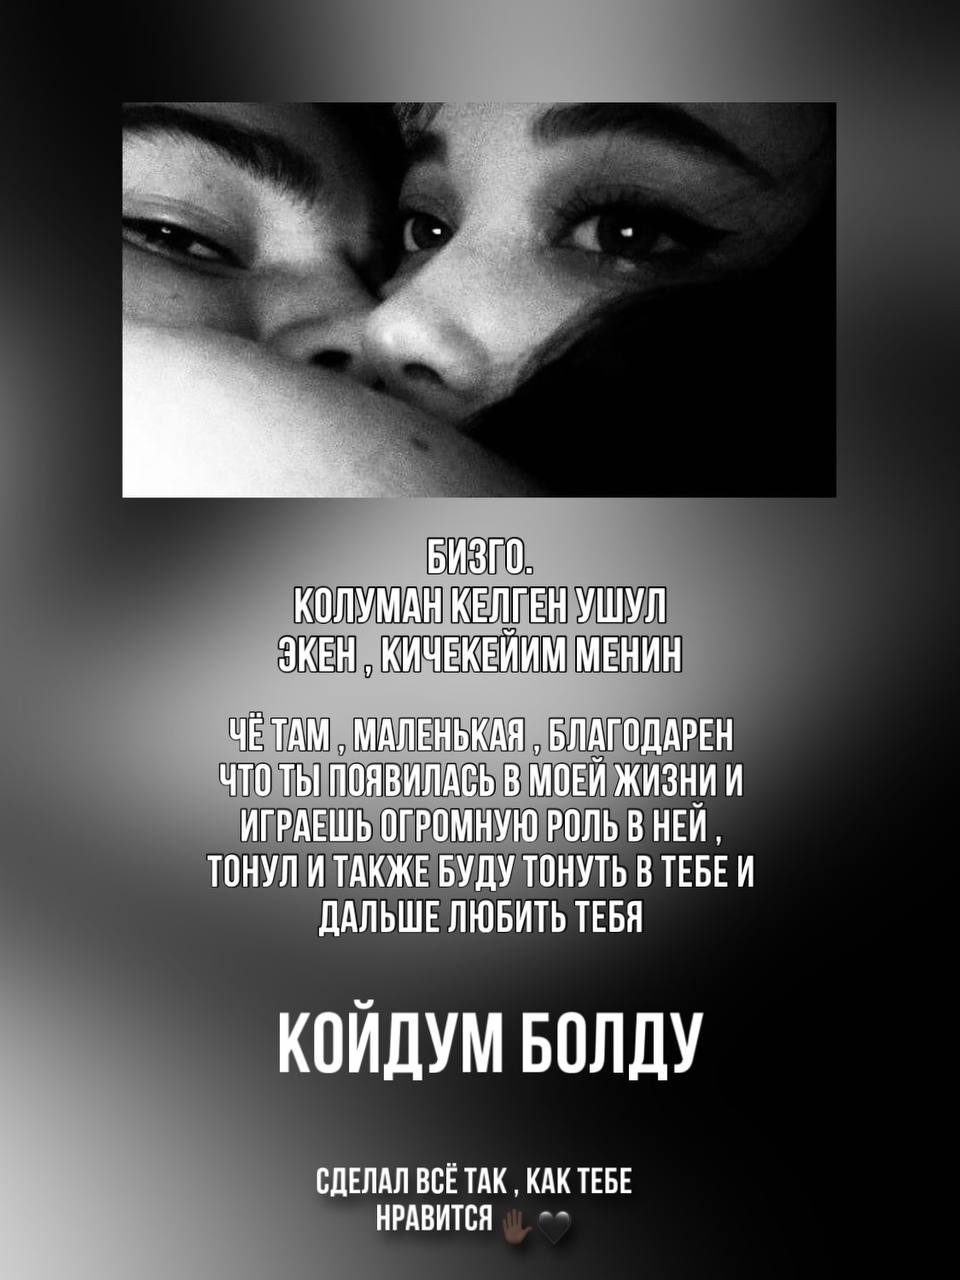 БИЗГО.
КОЛУМАН КЕЛГЕН УШУЛ
ЭКЕН , КИЧЕКЕЙИМ МЕНИН
ЧЁ ТАМ , МАЛЕНЬКАЯ , БЛАГОДАРЕН
ЧТО ТЫ ПОЯВИЛАСЬ В МОЕЙ ЖИЗНИ И
ИГРАЕШЬ ОГРОМНУЮ РОЛЬ В НЕЙ ,
ТОНУЛ И ТАКЖЕ БУДУ ТОНУТЬ В ТЕБЕ И
ДАЛЬШЕ ЛЮБИТЬ ТЕБЯ
КОЙДУМ БОЛДУ
СДЕЛАЛ ВСЁ ТАК , КАК ТЕБЕ
НРАВИТСЯ 🖐🏿🖤